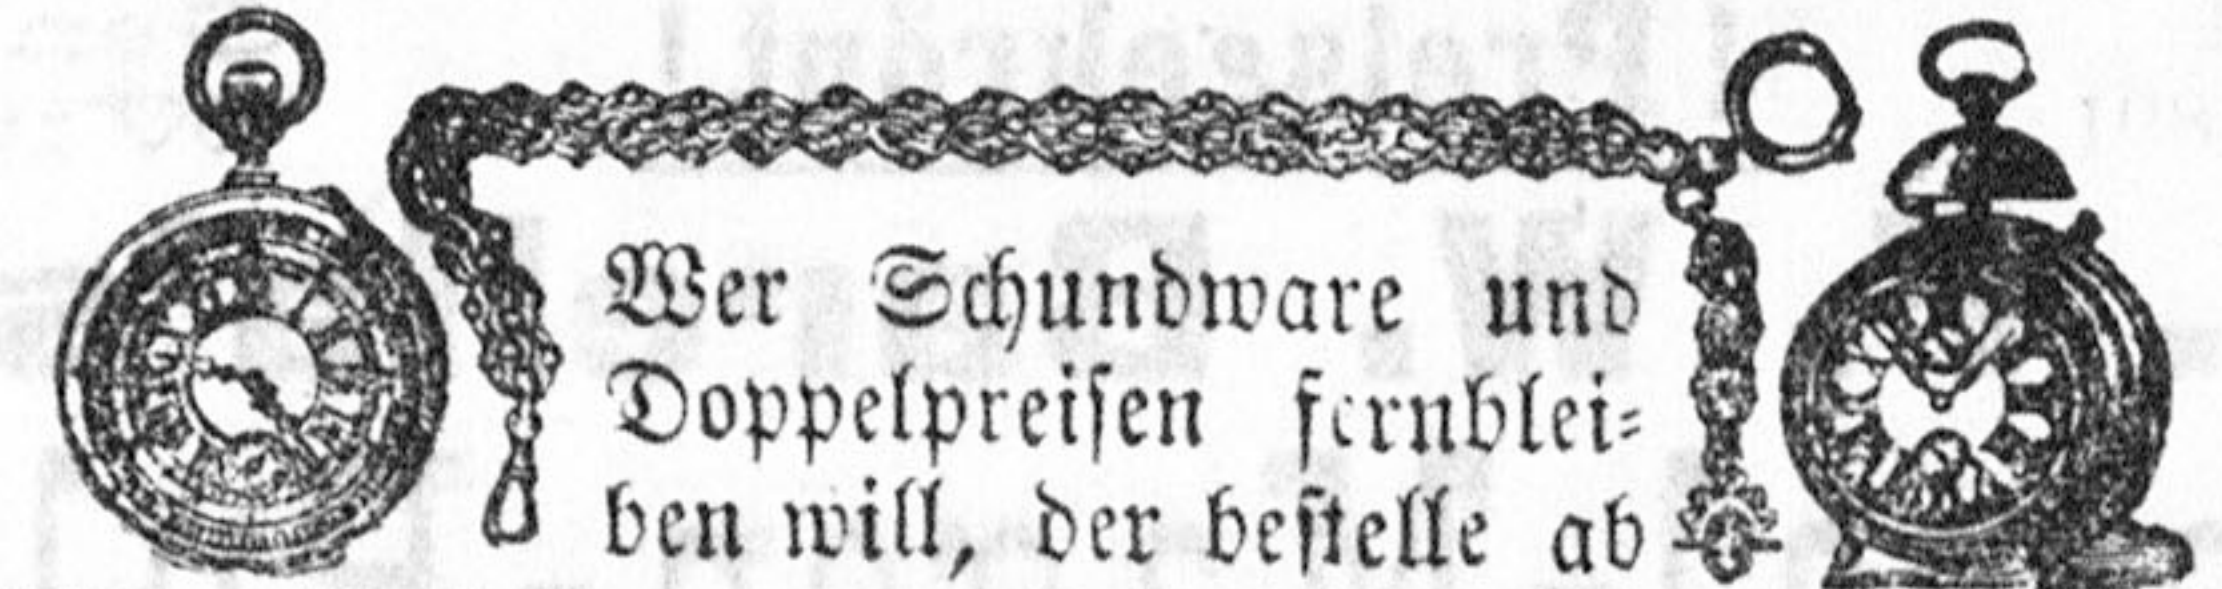 Wer Schundware und
Doppelpreiſen fernblei⸗
ben will, der beſtelle ab